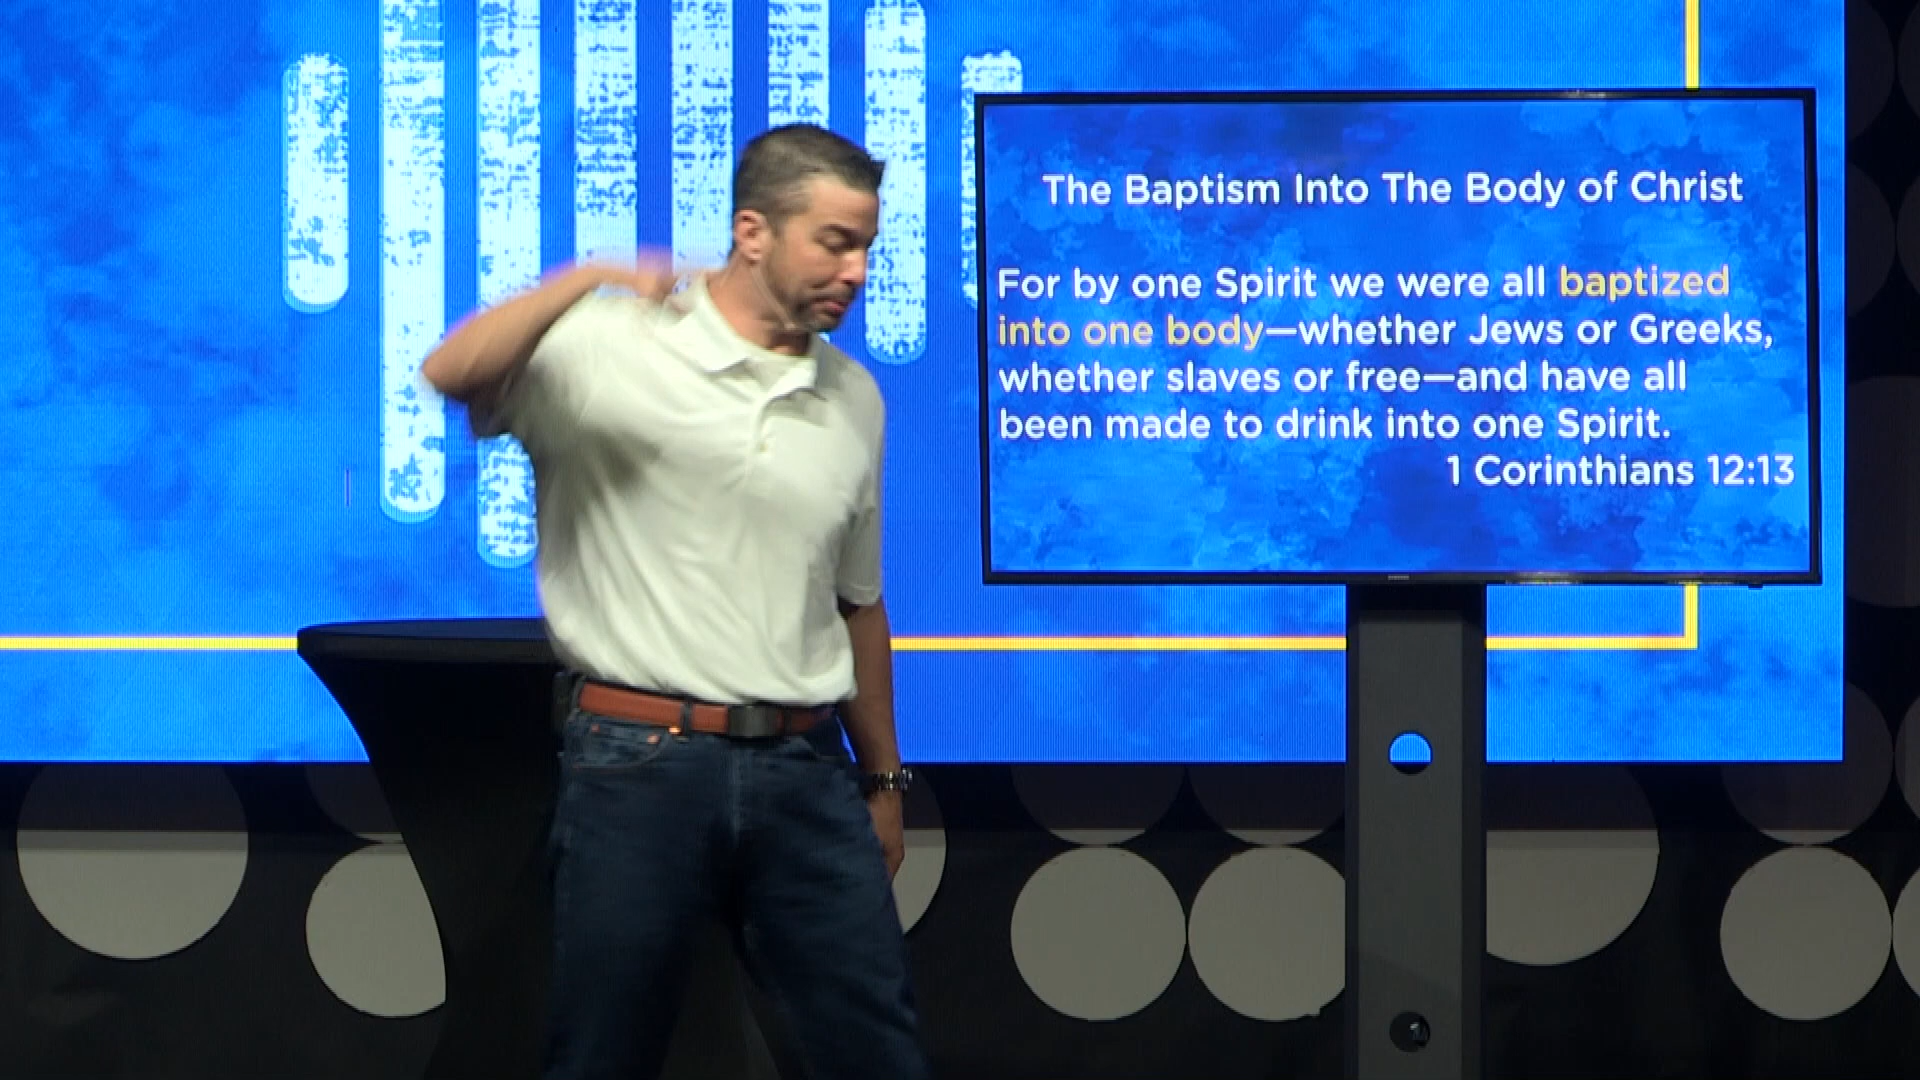 The Baptism Into The Body of Christ
For by one Spirit we were all baptized
into one body—whether Jews or Greeks,
whether slaves or free—and have all
been made to drink into one Spirit.
1 Corinthians 12:13